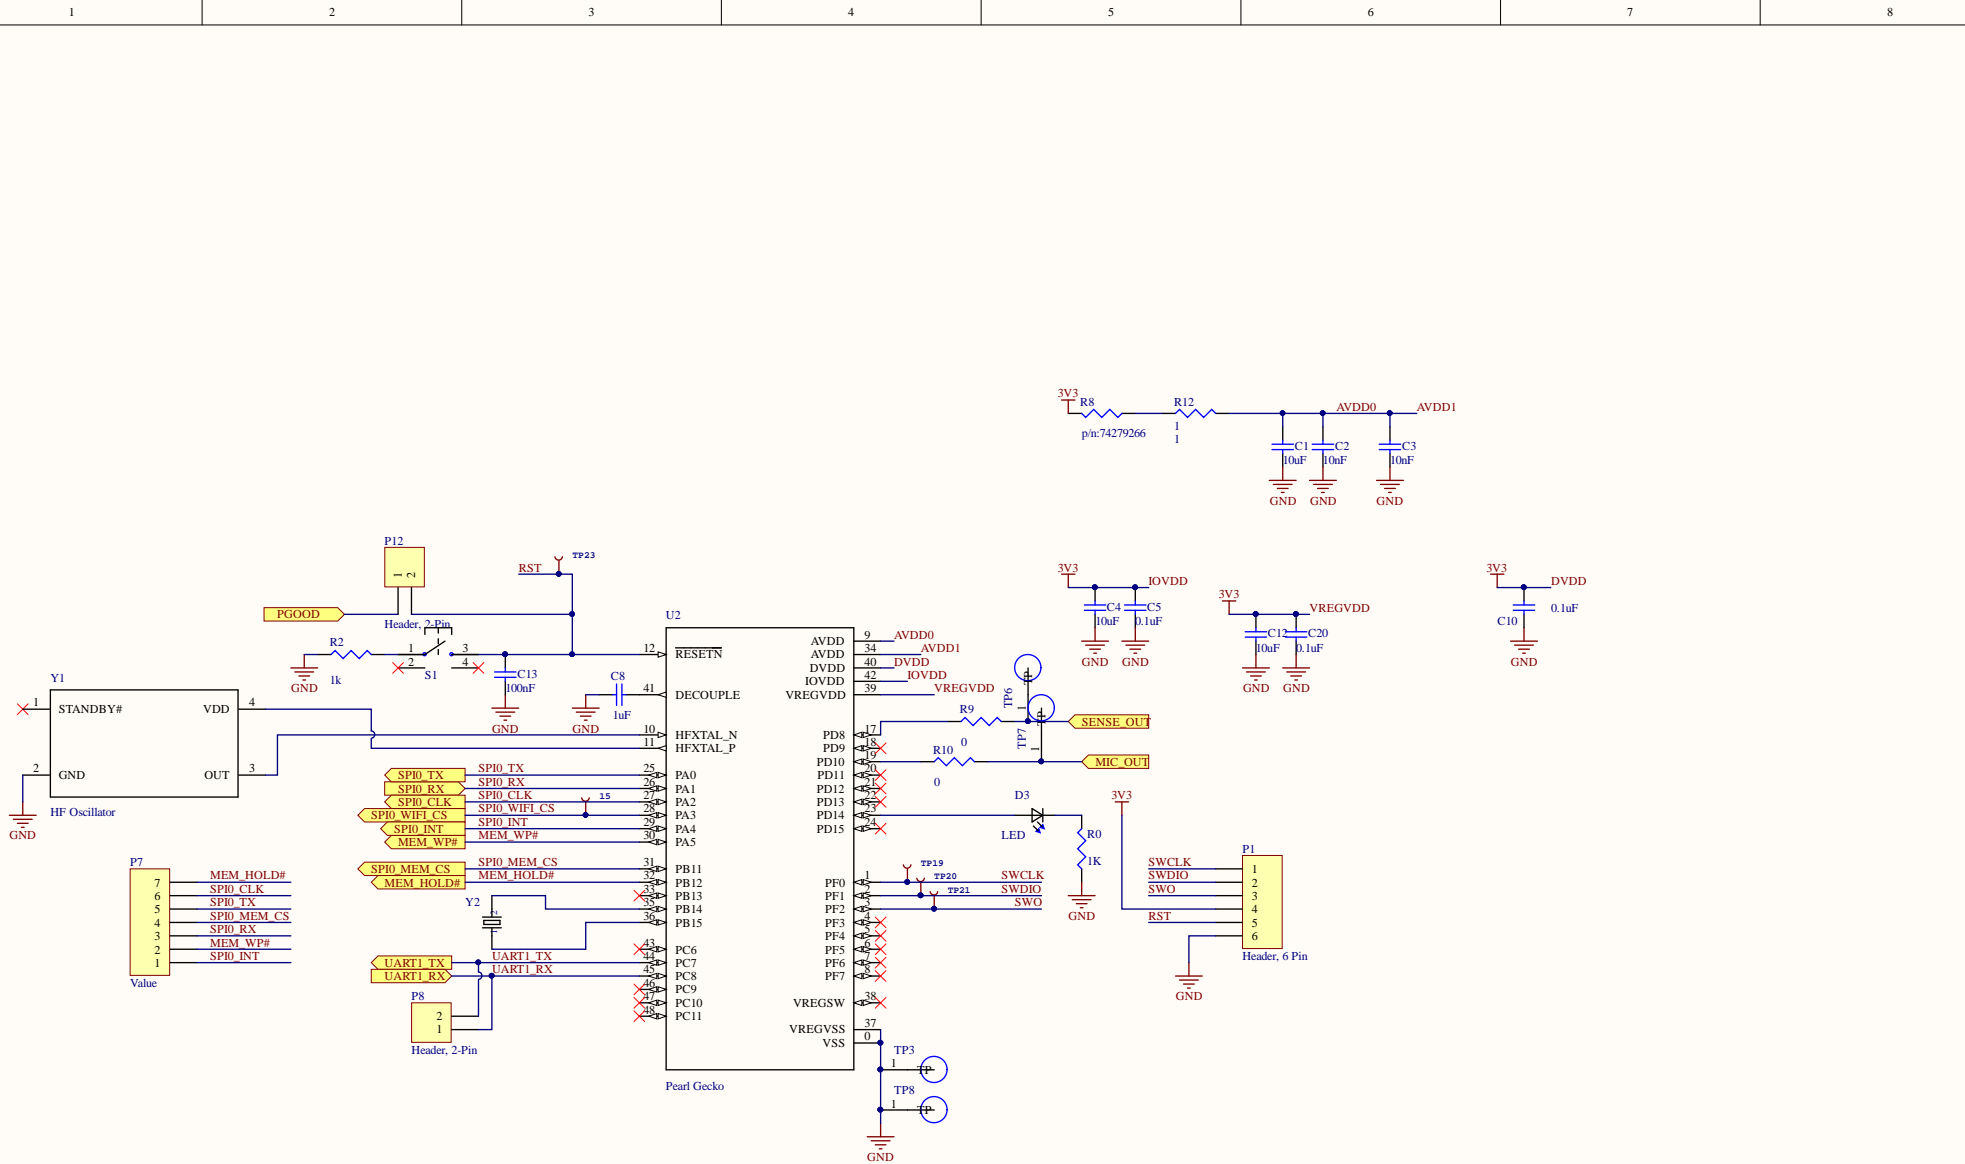 1 2 3 4 5 6 7 8
3V3
R8
p/n:74279266
R12
1
1
AVDD0
AVDD1
C1
10uF
GND
C2
10nF
GND
C3
10nF
GND
P12
1
2
Header, 2-Pin
PGOOD
RST
TP23
3V3
IOVDD
C4
10uF
GND
C5
0.1uF
GND
3V3
VREGVDD
C12
10uF
GND
C20
0.1uF
GND
3V3
DVDD
C10
0.1uF
GND
R2
1k
GND
1
2
3
4
S1
C13
100nF
GND
C8
1uF
GND
Y1
1 STANDBY#
VDD 4
2 GND
OUT 3
HF Oscillator
GND
U2
12 RESETN
41 DECOUPLE
10 HFXTAL_N
11 HFXTAL_P
SPI0_TX SPI0_TX 25 PA0
SPI0_RX SPI0_RX 26 PA1
SPI0_CLK SPI0_CLK 27 PA2
15
SPI0_WIFI_CS SPI0_WIFI_CS 28 PA3
SPI0_INT SPI0_INT 29 PA4
MEM_WP# MEM_WP# 30 PA5
SPI0_MEM_CS SPI0_MEM_CS 31 PB11
MEM_HOLD# MEM_HOLD# 32 PB12
33 PB13
35 PB14
36 PB15
Y2
1
2
43 PC6
UART1_TX UART1_TX 44 PC7
UART1_RX UART1_RX 45 PC8
46 PC9
47 PC10
48 PC11
P8
2
1
Header, 2-Pin
AVDD 9 AVDD0
AVDD 34 AVDD1
DVDD 40 DVDD
IOVDD 42 IOVDD
VREGVDD 39 VREGVDD
PD8 17
PD9 18
PD10 19
PD11 20
PD12 21
PD13 22
PD14 23
PD15 24
PF0 1 SWCLK
PF1 2 SWDIO
PF2 3 SWO
PF3 4
PF4 5
PF5 6
PF6 7
PF7 8
VREGSW 38
VREGVSS 37
VSS 0
Pearl Gecko
R9
0
R10
0
TP6
1
TP
TP7
1
TP
SENSE_OUT
MIC_OUT
D3
LED
R0
1K
GND
TP19
TP20
TP21
TP3
1
TP
TP8
1
TP
GND
3V3
P1
SWCLK 1
SWDIO 2
SWO 3
4
RST 5
6
Header, 6 Pin
GND
P7
7 MEM_HOLD#
6 SPI0_CLK
5 SPI0_TX
4 SPI0_MEM_CS
3 SPI0_RX
2 MEM_WP#
1 SPI0_INT
Value